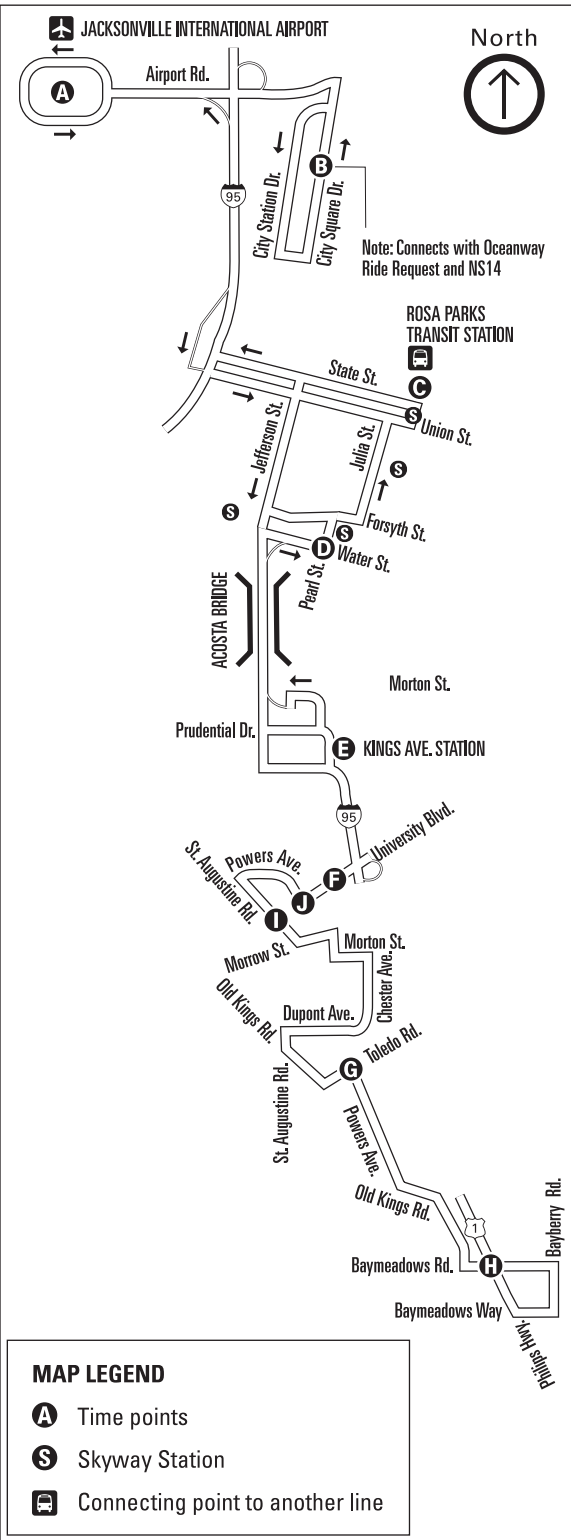 JACKSONVILLE INTERNATIONAL AIRPORT
North
Airport Rd.
A
B
City Station Dr.
City Square Dr.
95
Note: Connects with Oceanway
Ride Request and NS14
ROSA PARKS
TRANSIT STATION
C
State St.
S
Union St.
Jefferson St.
Julia St.
S
S
Forsyth St.
S
D
Water St.
Pearl St.
ACOSTA BRIDGE
Morton St.
Prudential Dr.
E
KINGS AVE. STATION
95
University Blvd.
Powers Ave.
F
St. Augustine Rd.
J
I
Morrow St.
Morton St.
Chester Ave.
Old Kings Rd.
Dupont Ave.
Toledo Rd.
G
St. Augustine Rd.
Powers Ave.
Old Kings Rd.
1
Bayberry Rd.
Baymeadows Rd.
H
Baymeadows Way
Philips Hwy.
MAP LEGEND
A Time points
S Skyway Station
Connecting point to another line